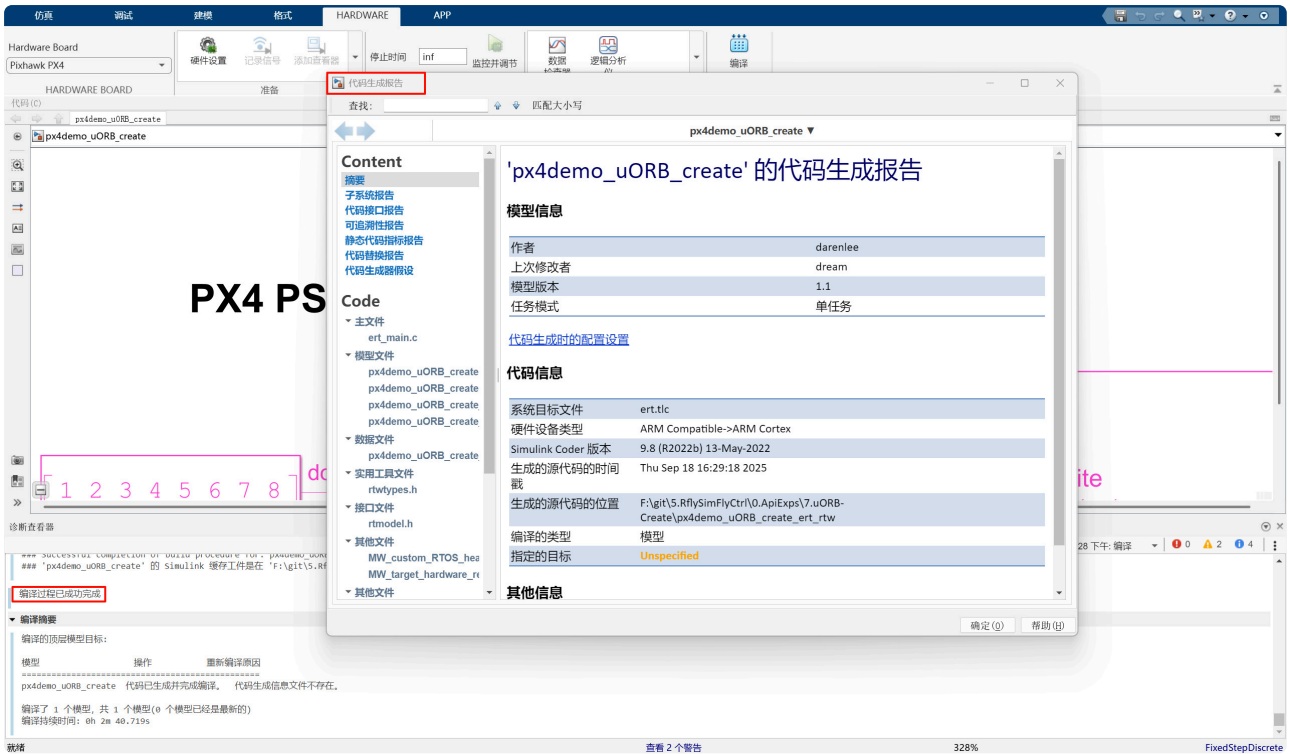 仿真 调试 建模 格式 HARDWARE APP
Hardware Board
Pixhawk PX4
硬件设置 记录信号 添加查看器 停止时间 inf 监控并调节 数据 逻辑分析 编译
HARDWARE BOARD 准备
代码(C)
px4demo_uORB_create
px4demo_uORB_create
PX4 PS
1 2 3 4 5 6 7 8
do
ite
代码生成报告
查找: 匹配大小写
px4demo_uORB_create ▼
Content
摘要
子系统报告
代码接口报告
可追溯性报告
静态代码指标报告
代码替换报告
代码生成器假设
Code
主文件
ert_main.c
模型文件
px4demo_uORB_create
px4demo_uORB_create
px4demo_uORB_create
px4demo_uORB_create
数据文件
px4demo_uORB_create
实用工具文件
rtwtypes.h
接口文件
rtmodel.h
其他文件
MW_custom_RTOS_hea
MW_target_hardware_re
其他文件
'px4demo_uORB_create' 的代码生成报告
模型信息
作者 darenlee
上次修改者 dream
模型版本 1.1
任务模式 单任务
代码生成时的配置设置
代码信息
系统目标文件 ert.tlc
硬件设备类型 ARM Compatible->ARM Cortex
Simulink Coder 版本 9.8 (R2022b) 13-May-2022
生成的源代码的时间戳 Thu Sep 18 16:29:18 2025
生成的源代码的位置 F:\git\5.RflySimFlyCtrl\0.ApiExps\7.uORB-
Create\px4demo_uORB_create_ert_rtw
编译的类型 模型
指定的目标 Unspecified
其他信息
确定(O) 帮助(H)
诊断查看器
28 下午: 编译 0 2 4
### Successful completion of build procedure for: px4demo_uOR
### 'px4demo_uORB_create' 的 Simulink 缓存工件是在 'F:\git\5.Rf
编译过程已成功完成
编译摘要
编译的顶层模型目标:
模型 操作 重新编译原因
================================================
px4demo_uORB_create 代码已生成并完成编译。 代码生成信息文件不存在。
编译了 1 个模型, 共 1 个模型(0 个模型已经是最新的)
编译持续时间: 0h 2m 40.719s
就绪 查看 2 个警告 328% FixedStepDiscrete